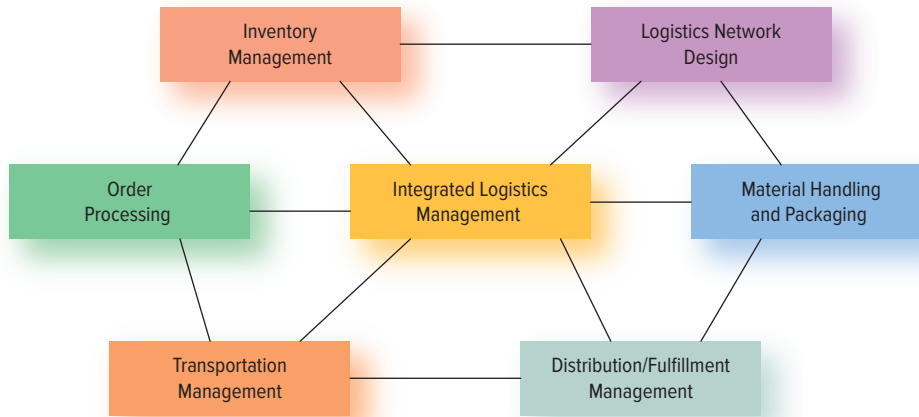 Inventory
Management
Logistics Network
Design
Order
Processing
Integrated Logistics
Management
Material Handling
and Packaging
Transportation
Management
Distribution/Fulfillment
Management